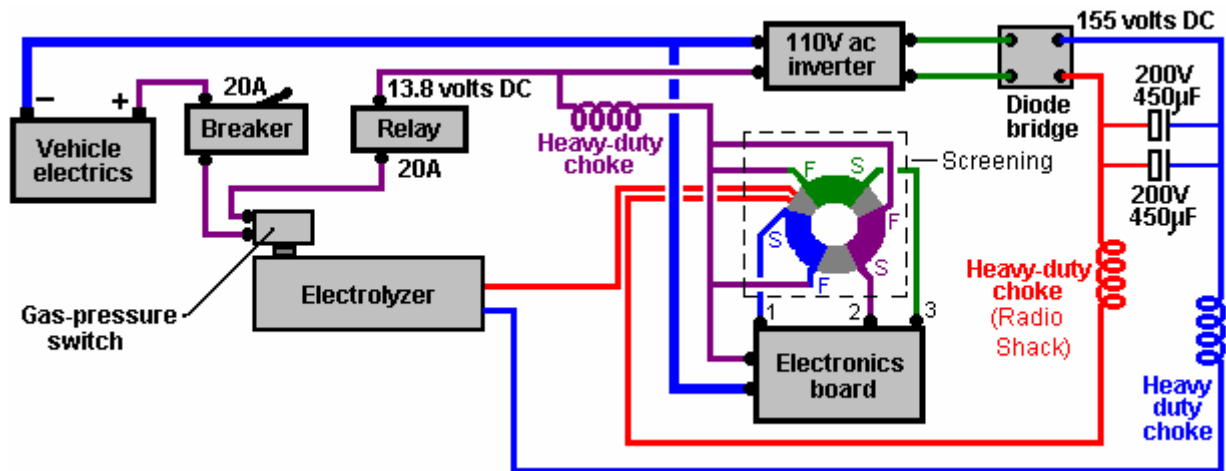 155 volts DC
110V ac
inverter
200V
450µF
Diode
bridge
20A
13.8 volts DC
–
+
Breaker
Relay
Heavy-duty
choke
Vehicle
electrics
20A
Screening
F
S
F
S
S
F
200V
450µF
Heavy-duty
choke
(Radio
Shack)
Electrolyzer
Gas-pressure
switch
1
2
3
Electronics
board
Heavy
duty
choke